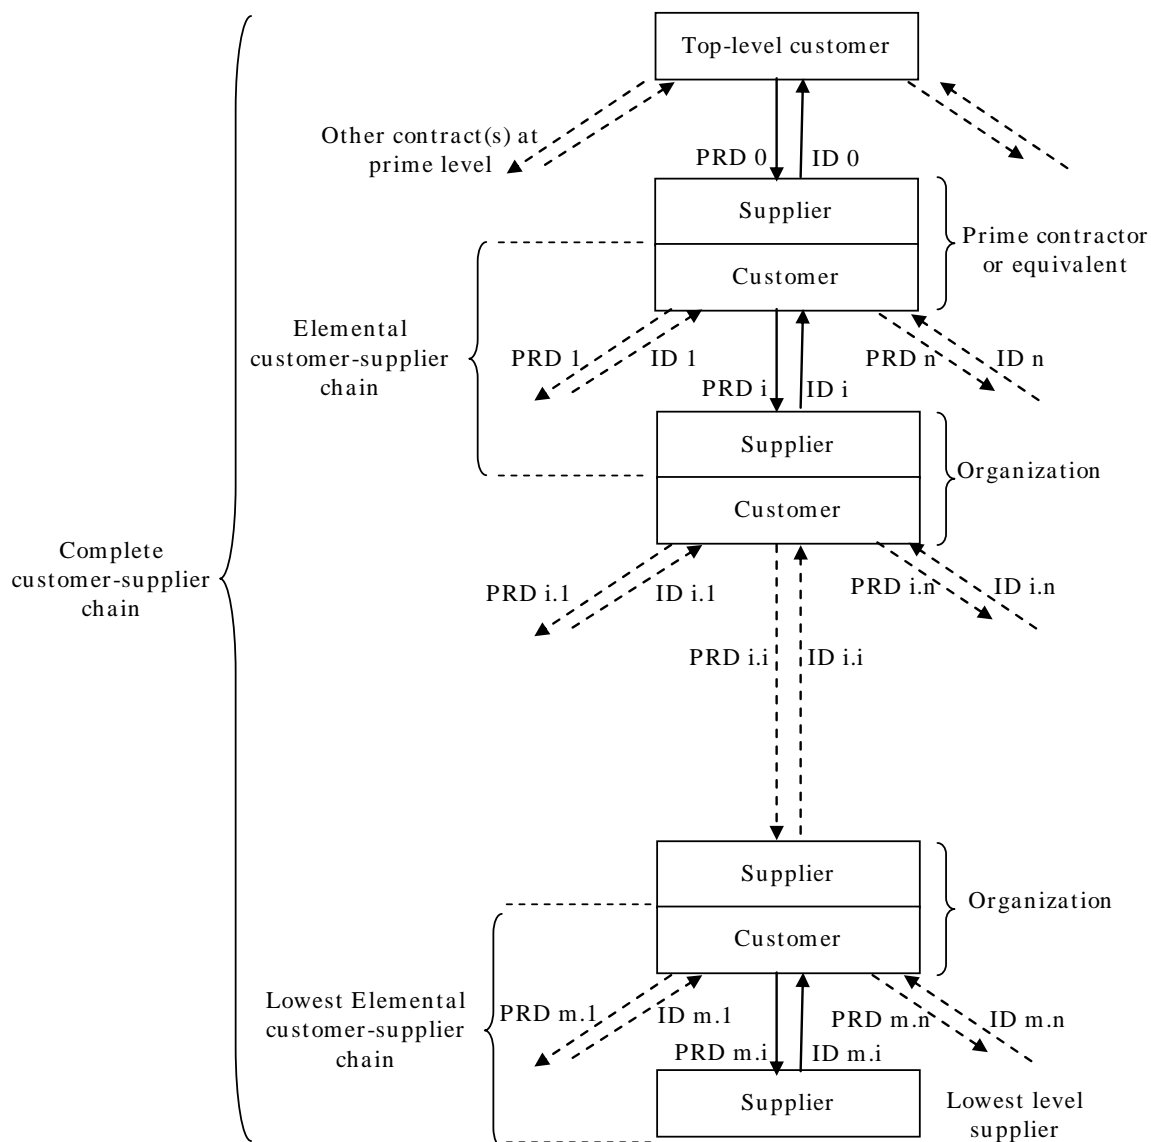 Top-level customer
Other contract(s) at
prime level
PRD 0
ID 0
Supplier
Customer
Prime contractor
or equivalent
Elemental
customer-supplier
chain
PRD 1
ID 1
PRD i
ID i
PRD n
ID n
Supplier
Customer
Organization
Complete
customer-supplier
chain
PRD i.1
ID i.1
PRD i.i
ID i.i
PRD i.n
ID i.n
Supplier
Customer
Organization
Lowest Elemental
customer-supplier
chain
PRD m.1
ID m.1
PRD m.i
ID m.i
PRD m.n
ID m.n
Supplier
Lowest level
supplier